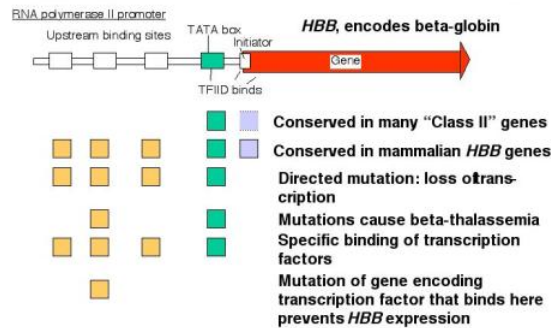 RNA polymerase II promoter
HBB, encodes beta-globin
TATA box
Upstream binding sites
Initiator
Gene
TFIID binds
Conserved in many “Class II” genes
Conserved in mammalian HBB genes
Directed mutation: loss oftrans-
cription
Mutations cause beta-thalassemia
Specific binding of transcription
factors
Mutation of gene encoding
transcription factor that binds here
prevents HBB expression